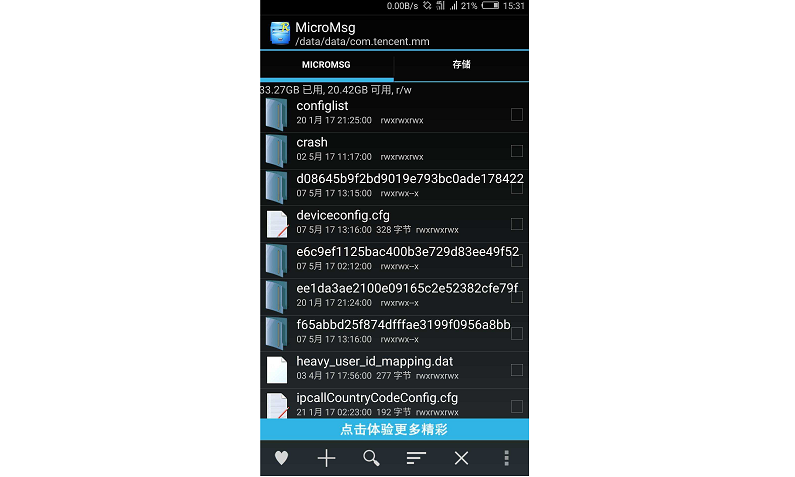 0.00B/s 21% 15:31
MicroMsg
/data/data/com.tencent.mm
MICROMSG 存储
33.27GB 已用, 20.42GB 可用, r/w
configlist
20 1月 17 21:25:00 rwxrwxrwx
crash
02 5月 17 11:17:00 rwxrwxrwx
d08645b9f2bd9019e793bc0ade178422
07 5月 17 13:15:00 rwxrwx--x
deviceconfig.cfg
07 5月 17 13:16:00 328 字节 rwxrwxrwx
e6c9ef1125bac400b3e729d83ee49f52
07 5月 17 02:12:00 rwxrwx--x
ee1da3ae2100e09165c2e52382cfe79f
20 1月 17 21:24:00 rwxrwx--x
f65abbd25f874dfffae3199f0956a8bb
07 5月 17 13:16:00 rwxrwx--x
heavy_user_id_mapping.dat
03 4月 17 17:56:00 277 字节 rwxrwxrwx
ipcallCountryCodeConfig.cfg
21 1月 17 02:23:00 192 字节 rwxrwxrwx
点击体验更多精彩